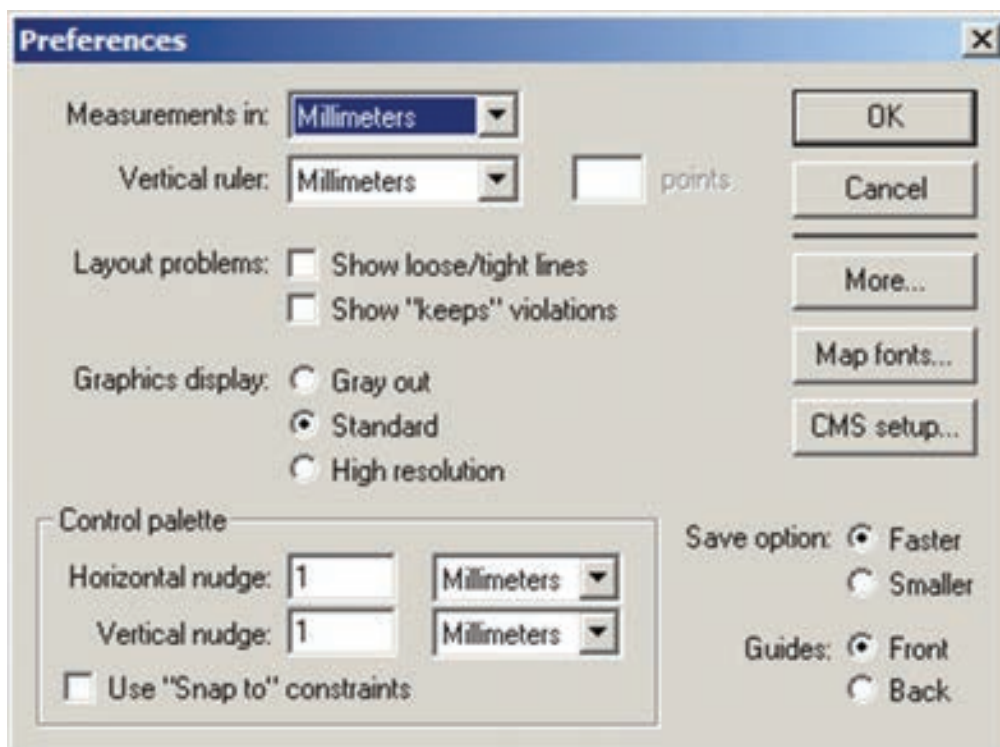 Preferences
Measurements in: Millimeters
OK
Vertical ruler: Millimeters points
Cancel
Layout problems: Show loose/tight lines
More...
Show "keeps" violations
Map fonts...
Graphics display: Gray out
Standard
CMS setup...
High resolution
Control palette
Save option: Faster
Horizontal nudge: 1 Millimeters
Smaller
Vertical nudge: 1 Millimeters
Guides: Front
Use "Snap to" constraints
Back